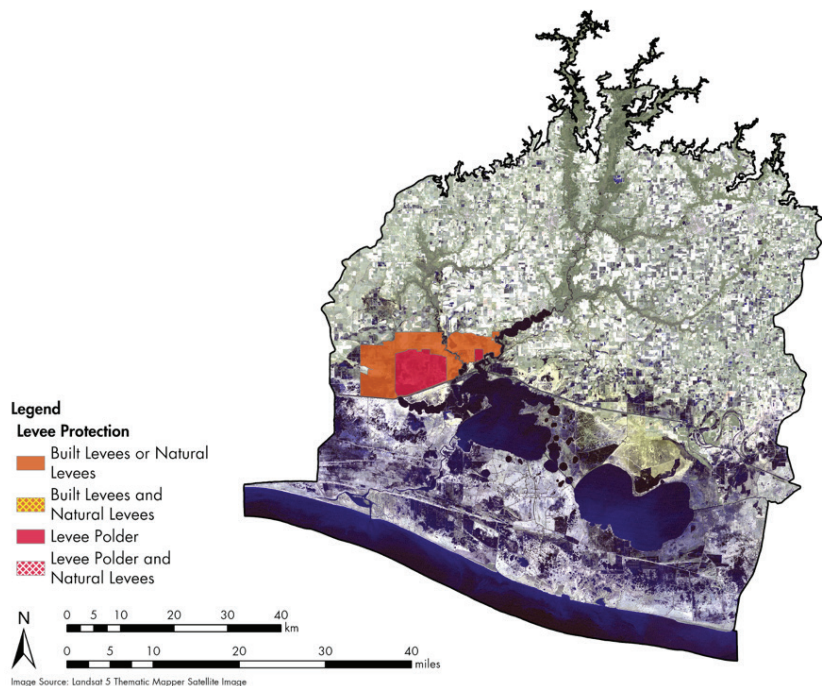 Legend
Levee Protection
Built Levees or Natural
Levees
Built Levees and
Natural Levees
Levee Polder
Levee Polder and
Natural Levees
N
0 5 10 20 30 40
km
0 5 10 20 30 40
miles
Image Source: Landsat 5 Thematic Mapper Satellite Image